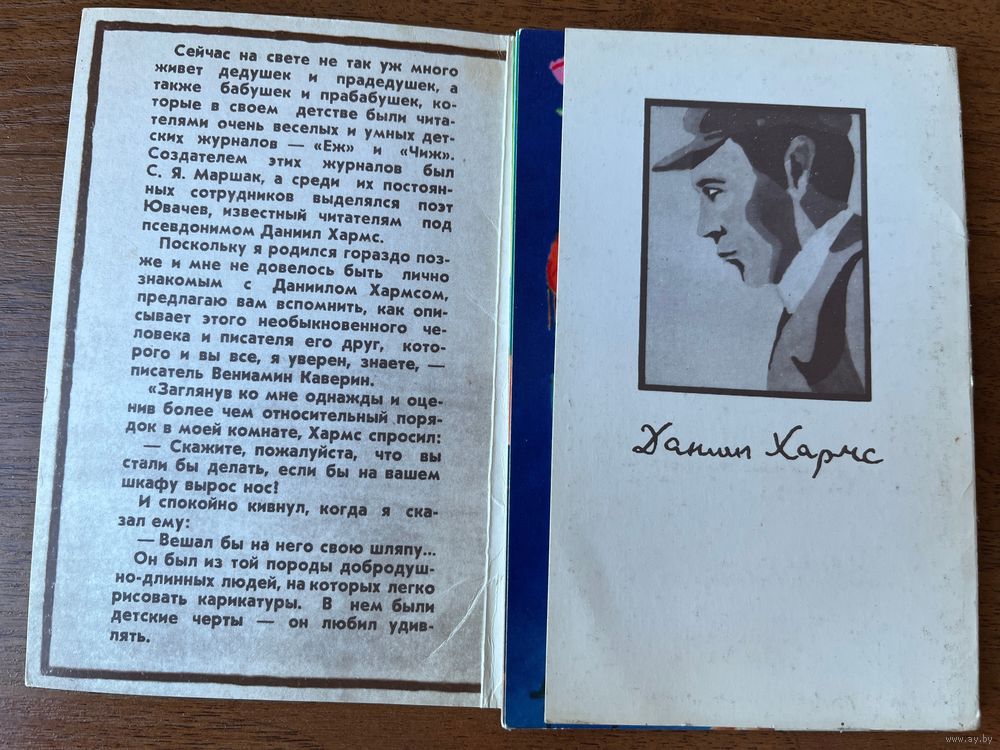 Сейчас на свете не так уж много
живет дедушек и прадедушек, а
также бабушек и прабабушек, ко-
торые в своем детстве были чита-
телями очень веселых и умных дет-
ских журналов — «Еж» и «Чиж».
Создателем этих журналов был
С. Я. Маршак, а среди их постоян-
ных сотрудников выделялся поэт
Ювачев, известный читателям под
псевдонимом Даниил Хармс.
Поскольку я родился гораздо поз-
же и мне не довелось быть лично
знакомым с Даниилом Хармсом,
предлагаю вам вспомнить, как опи-
сывает этого необыкновенного че-
ловека и писателя его друг, кото-
рого и вы все, я уверен, знаете, —
писатель Вениамин Каверин.
«Заглянув ко мне однажды и оце-
нив более чем относительный поря-
док в моей комнате, Хармс спросил:
— Скажите, пожалуйста, что вы
стали бы делать, если бы на вашем
шкафу вырос нос?
И спокойно кивнул, когда я ска-
зал ему:
— Вешал бы на него свою шляпу...
Он был из той породы добродуш-
но-длинных людей, на которых легко
рисовать карикатуры. В нем были
детские черты — он любил удив-
лять.
Даниил Хармс
www.ay.by